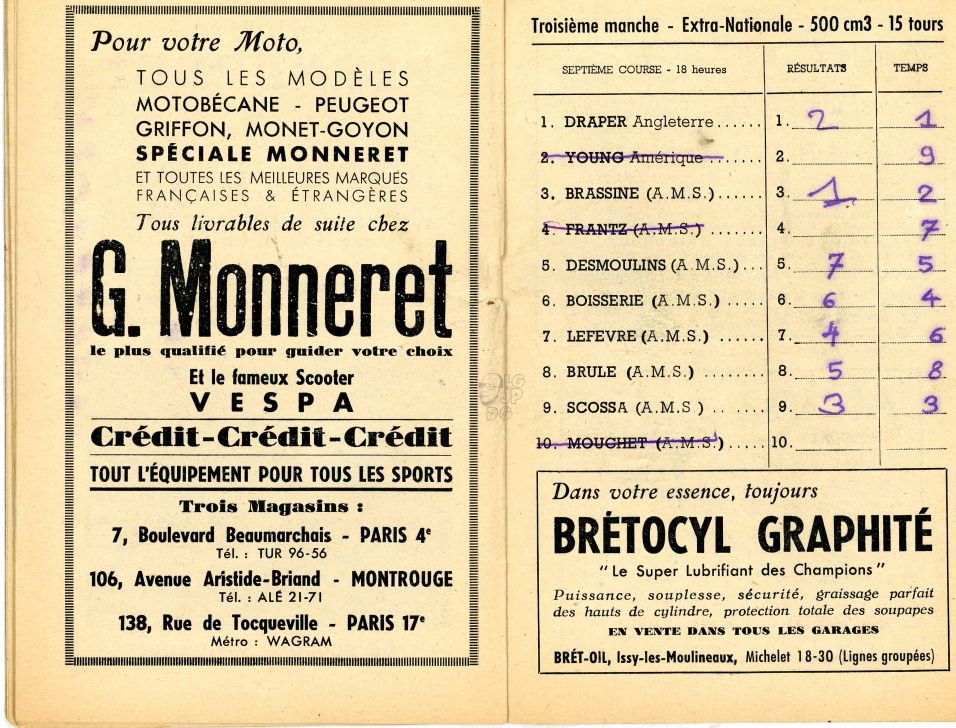 Pour votre Moto,
TOUS LES MODÈLES
MOTOBÉCANE - PEUGEOT
GRIFFON, MONET-GOYON
SPÉCIALE MONNERET
ET TOUTES LES MEILLEURES MARQUES
FRANÇAISES & ÉTRANGÈRES
Tous livrables de suite chez
G. Monneret
le plus qualifié pour guider votre choix
Et le fameux Scooter
VESPA
Crédit-Crédit-Crédit
TOUT L'ÉQUIPEMENT POUR TOUS LES SPORTS
Trois Magasins :
7, Boulevard Beaumarchais - PARIS 4e
Tél. : TUR 96-56
106, Avenue Aristide-Briand - MONTROUGE
Tél. : ALÉ 21-71
138, Rue de Tocqueville - PARIS 17e
Métro : WAGRAM
Troisième manche - Extra-Nationale - 500 cm3 - 15 tours
SEPTIÈME COURSE - 18 heures RÉSULTATS TEMPS
1. DRAPER Angleterre...... 1. 2 1
2. YOUNG Amérique ....... 2. 9
3. BRASSINE (A.M.S.)....... 3. 1 2
4. FRANTZ (A.M.S.) ....... 4. 7
5. DESMOULINS (A.M.S.)... 5. 7 5
6. BOISSERIE (A.M.S.) ..... 6. 6 4
7. LEFEVRE (A.M.S.) ...... 7. 4 6
8. BRULE (A.M.S.) ........ 8. 5 8
9. SCOSSA (A.M.S.) .. .... 9. 3 3
10. MOUCHET (A.M.S.)..... 10.
Dans votre essence, toujours
BRÉTOCYL GRAPHITÉ
"Le Super Lubrifiant des Champions"
Puissance, souplesse, sécurité, graissage parfait
des hauts de cylindre, protection totale des soupapes
EN VENTE DANS TOUS LES GARAGES
BRÉT-OIL, Issy-les-Moulineaux, Michelet 18-30 (Lignes groupées)